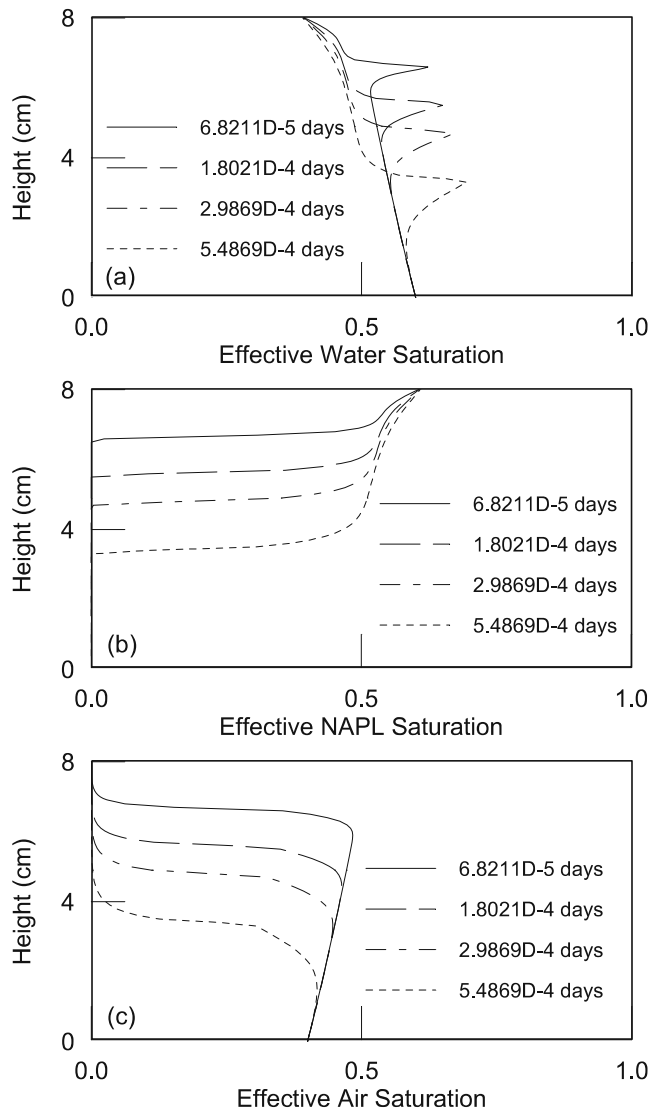 8
Height (cm)
6.8211D-5 days
1.8021D-4 days
4
2.9869D-4 days
5.4869D-4 days
(a)
0
0.0 0.5 1.0
Effective Water Saturation
8
Height (cm)
6.8211D-5 days
4
1.8021D-4 days
2.9869D-4 days
5.4869D-4 days
(b)
0
0.0 0.5 1.0
Effective NAPL Saturation
8
Height (cm)
6.8211D-5 days
4
1.8021D-4 days
2.9869D-4 days
5.4869D-4 days
(c)
0
0.0 0.5 1.0
Effective Air Saturation